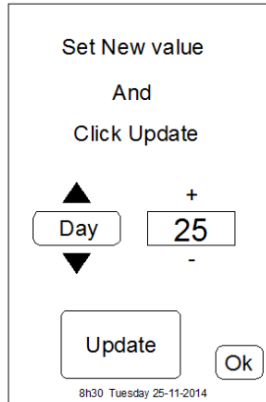 Set New value
And
Click Update
+
Day 25
-
Update
Ok
8h30 Tuesday 25-11-2014